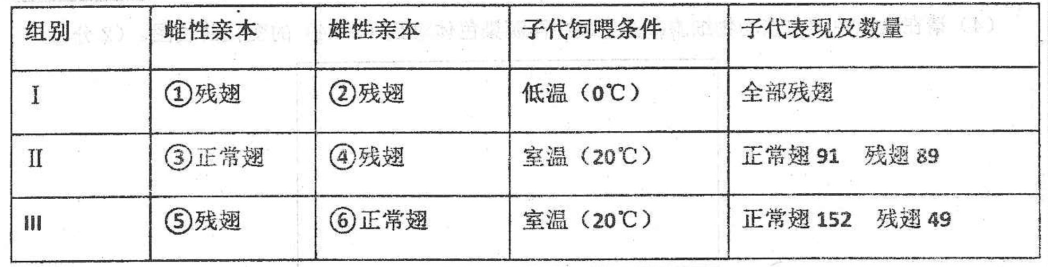 组别 雌性亲本 雄性亲本 子代饲喂条件 子代表现及数量
Ⅰ ①残翅 ②残翅 低温（0℃） 全部残翅
Ⅱ ③正常翅 ④残翅 室温（20℃） 正常翅 91 残翅 89
III ⑤残翅 ⑥正常翅 室温（20℃） 正常翅 152 残翅 49